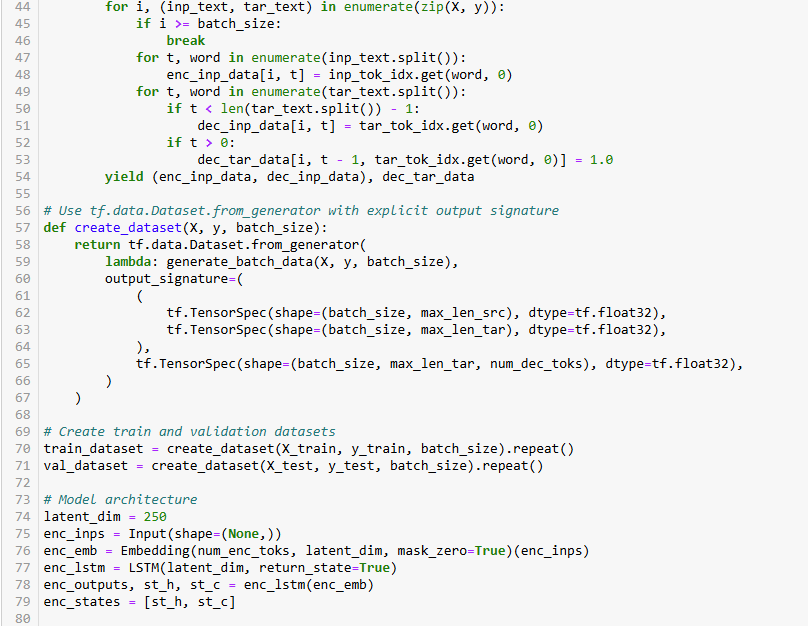 44 for i, (inp_text, tar_text) in enumerate(zip(X, y)):
45 if i >= batch_size:
46 break
47 for t, word in enumerate(inp_text.split()):
48 enc_inp_data[i, t] = inp_tok_idx.get(word, 0)
49 for t, word in enumerate(tar_text.split()):
50 if t < len(tar_text.split()) - 1:
51 dec_inp_data[i, t] = tar_tok_idx.get(word, 0)
52 if t > 0:
53 dec_tar_data[i, t - 1, tar_tok_idx.get(word, 0)] = 1.0
54 yield (enc_inp_data, dec_inp_data), dec_tar_data
55
56 # Use tf.data.Dataset.from_generator with explicit output signature
57 def create_dataset(X, y, batch_size):
58 return tf.data.Dataset.from_generator(
59 lambda: generate_batch_data(X, y, batch_size),
60 output_signature=(
61 (
62 tf.TensorSpec(shape=(batch_size, max_len_src), dtype=tf.float32),
63 tf.TensorSpec(shape=(batch_size, max_len_tar), dtype=tf.float32),
64 ),
65 tf.TensorSpec(shape=(batch_size, max_len_tar, num_dec_toks), dtype=tf.float32),
66 )
67 )
68
69 # Create train and validation datasets
70 train_dataset = create_dataset(X_train, y_train, batch_size).repeat()
71 val_dataset = create_dataset(X_test, y_test, batch_size).repeat()
72
73 # Model architecture
74 latent_dim = 250
75 enc_inps = Input(shape=(None,))
76 enc_emb = Embedding(num_enc_toks, latent_dim, mask_zero=True)(enc_inps)
77 enc_lstm = LSTM(latent_dim, return_state=True)
78 enc_outputs, st_h, st_c = enc_lstm(enc_emb)
79 enc_states = [st_h, st_c]
80